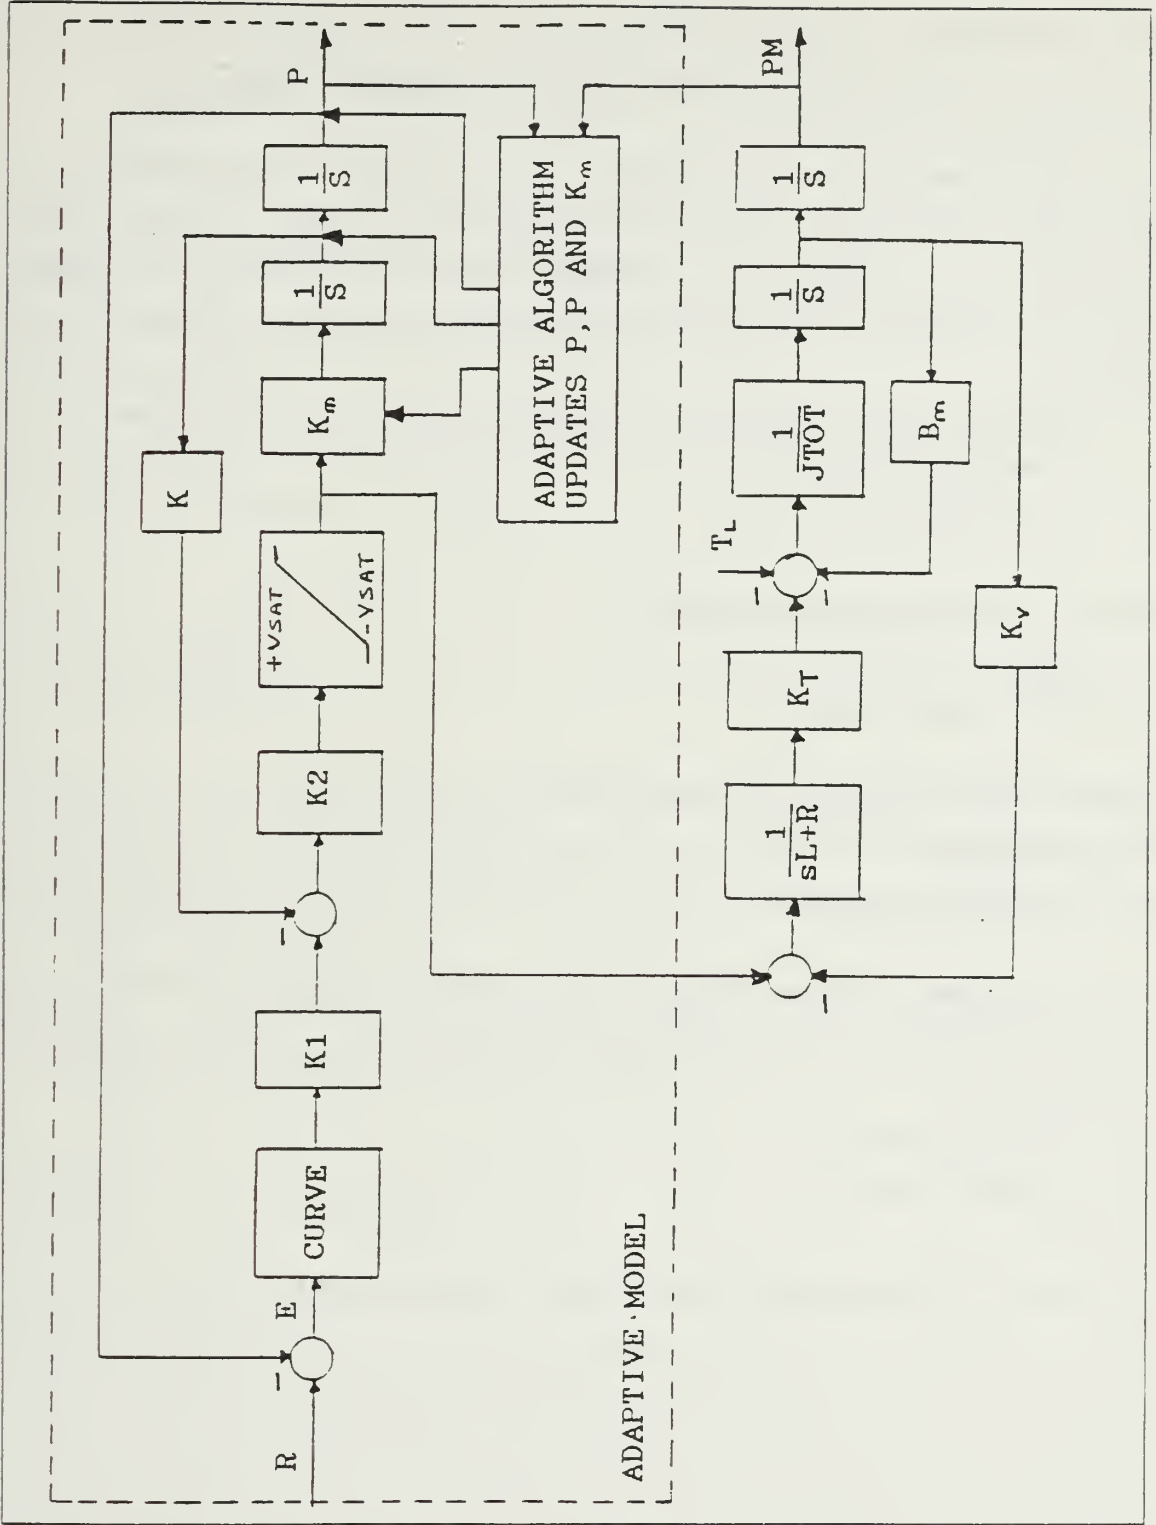 R
E
CURVE
K1
K2
+VSAT
-VSAT
K
Km
1
S
1
S
P
ADAPTIVE ALGORITHM
UPDATES P,P AND Km
ADAPTIVE·MODEL
1
sL+R
KT
TL
1
JTOT
1
S
1
S
PM
Bm
Kv